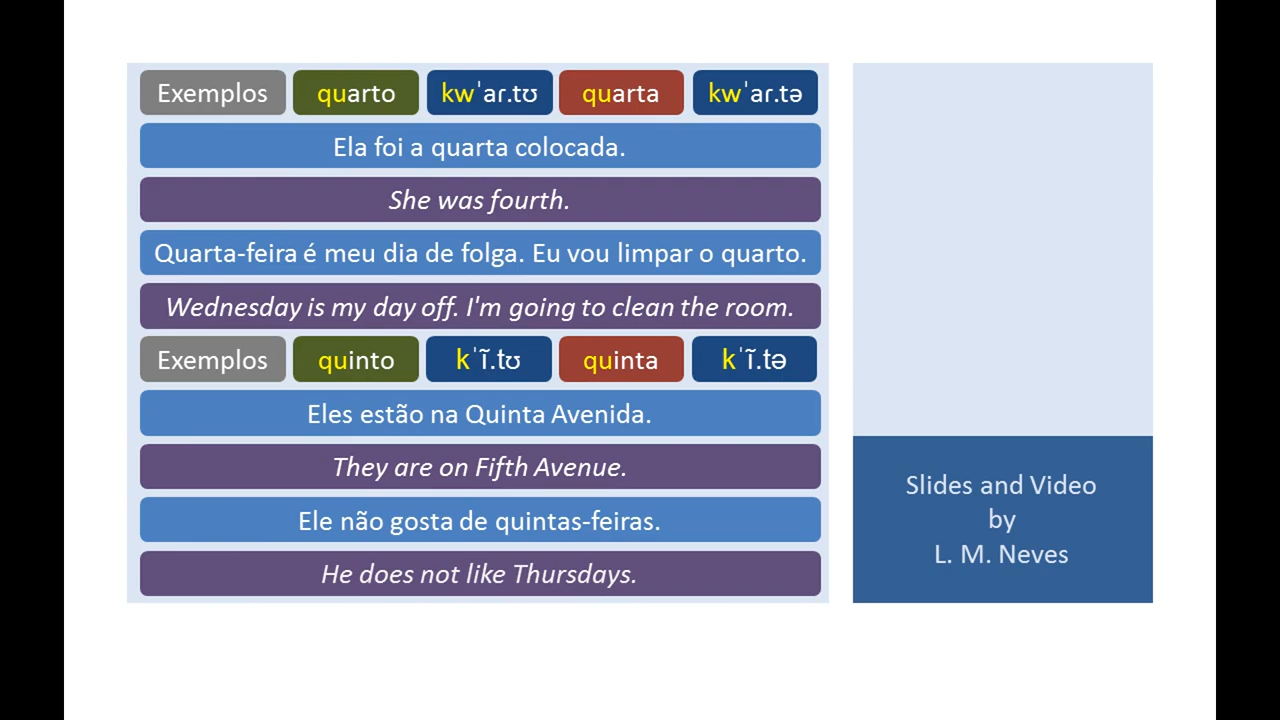 Exemplos quarto kwˈaɾ.tʊ quarta kwˈaɾ.tə
Ela foi a quarta colocada.
She was fourth.
Quarta-feira é meu dia de folga. Eu vou limpar o quarto.
Wednesday is my day off. I'm going to clean the room.
Exemplos quinto kˈĩ.tʊ quinta kˈĩ.tə
Eles estão na Quinta Avenida.
They are on Fifth Avenue.
Ele não gosta de quintas-feiras.
He does not like Thursdays.
Slides and Video
by
L. M. Neves